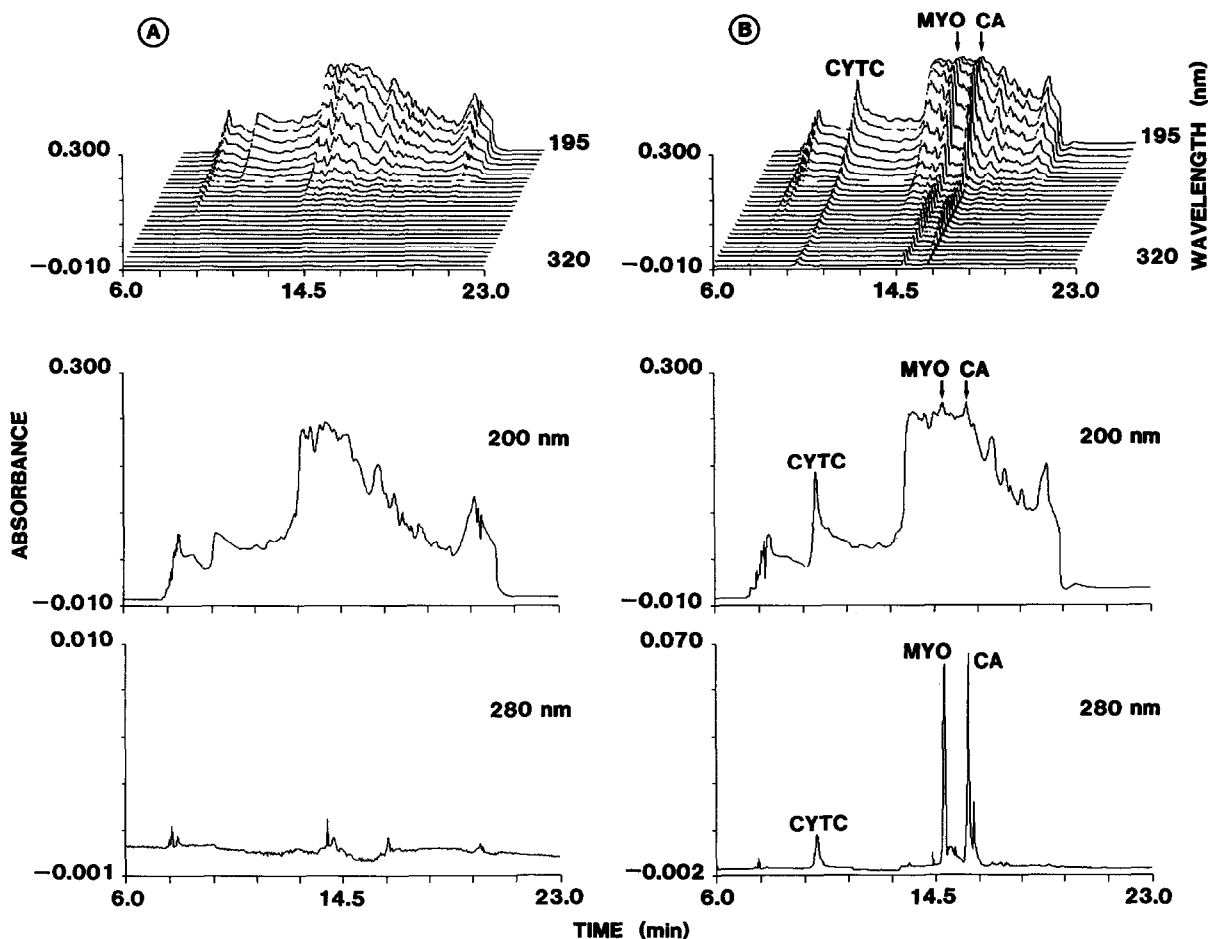 A
B
MYO CA
CYTC
0.300
195
−0.010
320
6.0 14.5 23.0
0.300
195
−0.010
320
6.0 14.5 23.0
WAVELENGTH (nm)
ABSORBANCE
0.300
200 nm
−0.010
0.300
MYO CA
CYTC
200 nm
−0.010
0.010
280 nm
−0.001
6.0 14.5 23.0
0.070
MYO CA
CYTC
280 nm
−0.002
6.0 14.5 23.0
TIME (min)